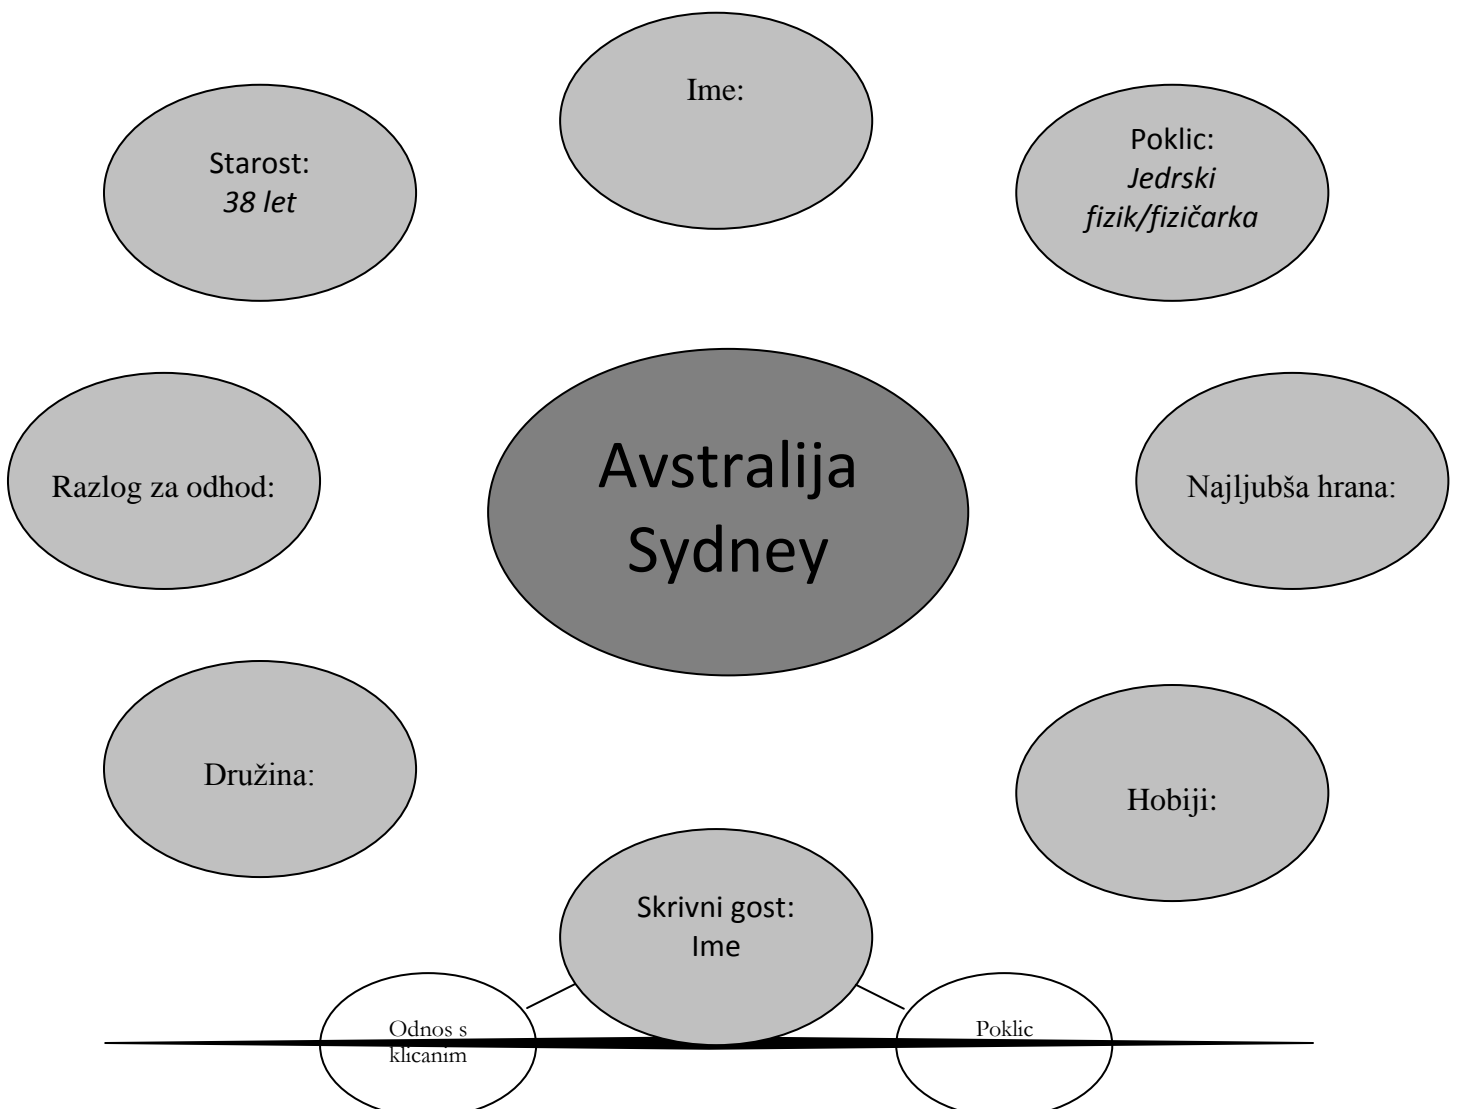 Ime:
Starost:
38 let
Poklic:
Jedrski
fizik/fizičarka
Razlog za odhod:
Avstralija
Sydney
Najljubša hrana:
Družina:
Hobiji:
Skrivni gost:
Ime
Odnos s
klicanim
Poklic